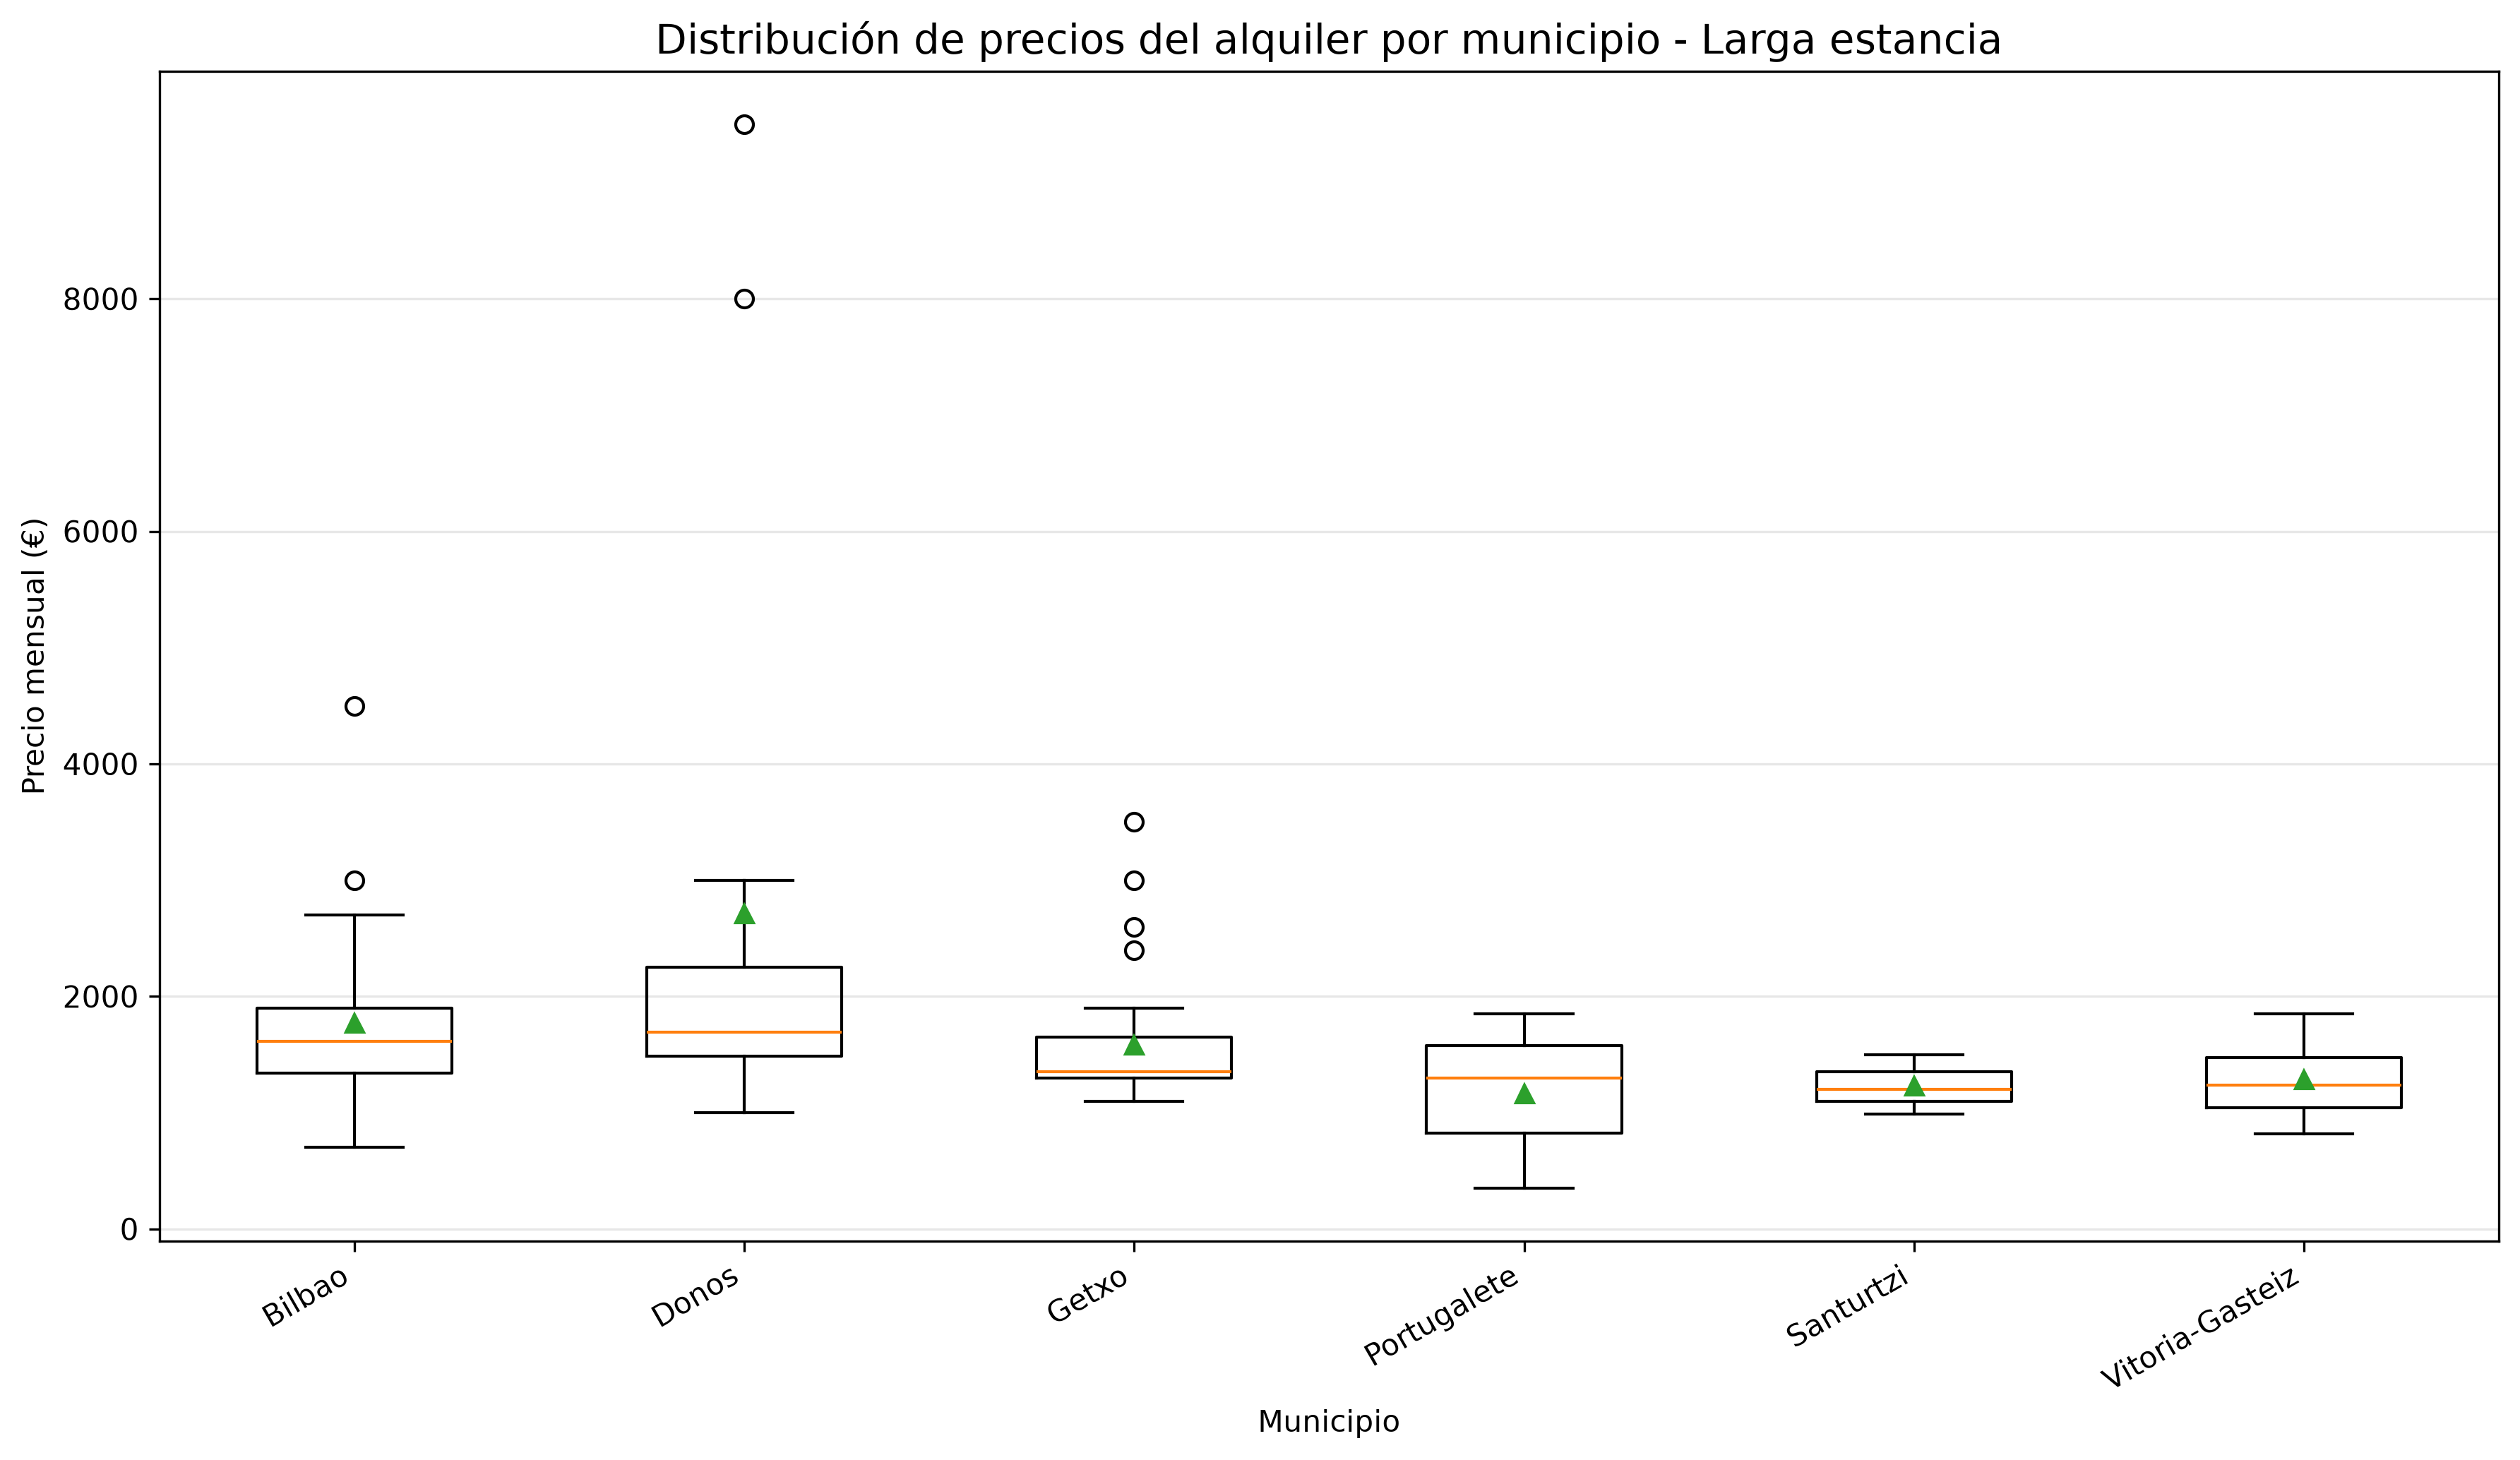 Distribución de precios del alquiler por municipio - Larga estancia
Precio mensual (€)
8000
6000
4000
2000
0
Bilbao
Donos
Getxo
Portugalete
Santurtzi
Vitoria-Gasteiz
Municipio